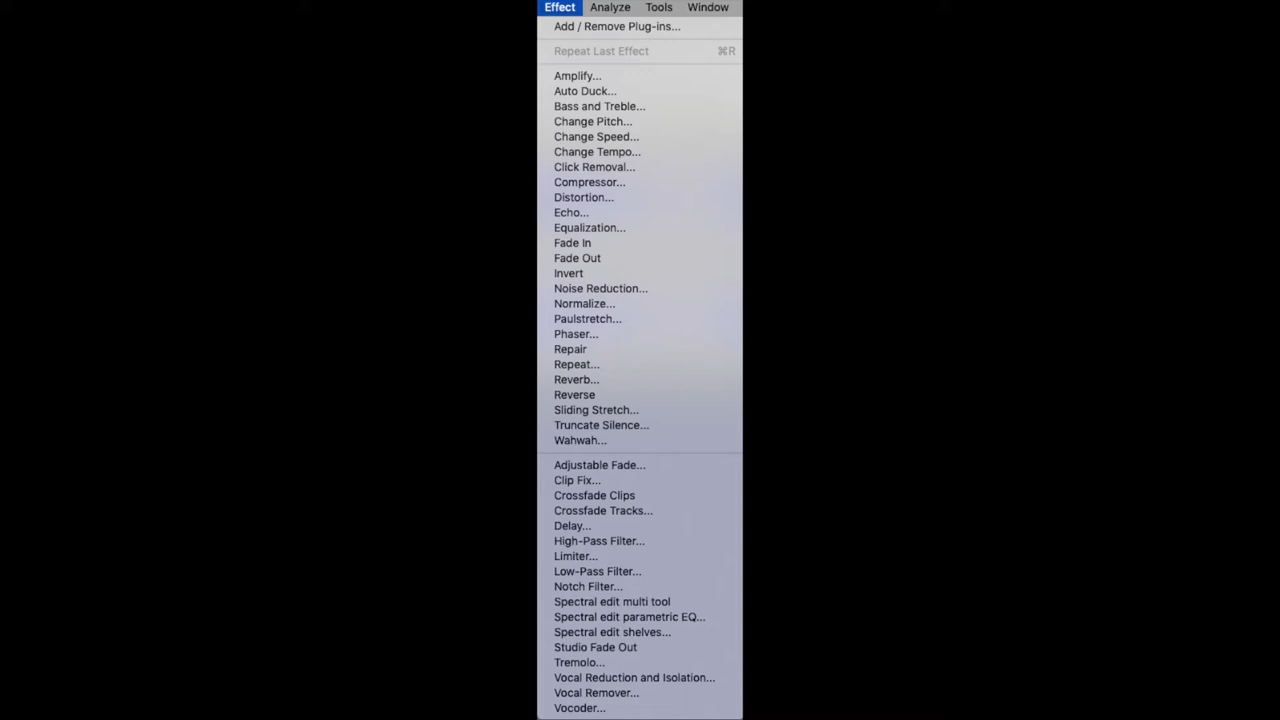 Effect Analyze Tools Window
Add / Remove Plug-ins...
Repeat Last Effect ⌘R
Amplify...
Auto Duck...
Bass and Treble...
Change Pitch...
Change Speed...
Change Tempo...
Click Removal...
Compressor...
Distortion...
Echo...
Equalization...
Fade In
Fade Out
Invert
Noise Reduction...
Normalize...
Paulstretch...
Phaser...
Repair
Repeat...
Reverb...
Reverse
Sliding Stretch...
Truncate Silence...
Wahwah...
Adjustable Fade...
Clip Fix...
Crossfade Clips
Crossfade Tracks...
Delay...
High-Pass Filter...
Limiter...
Low-Pass Filter...
Notch Filter...
Spectral edit multi tool
Spectral edit parametric EQ...
Spectral edit shelves...
Studio Fade Out
Tremolo...
Vocal Reduction and Isolation...
Vocal Remover...
Vocoder...